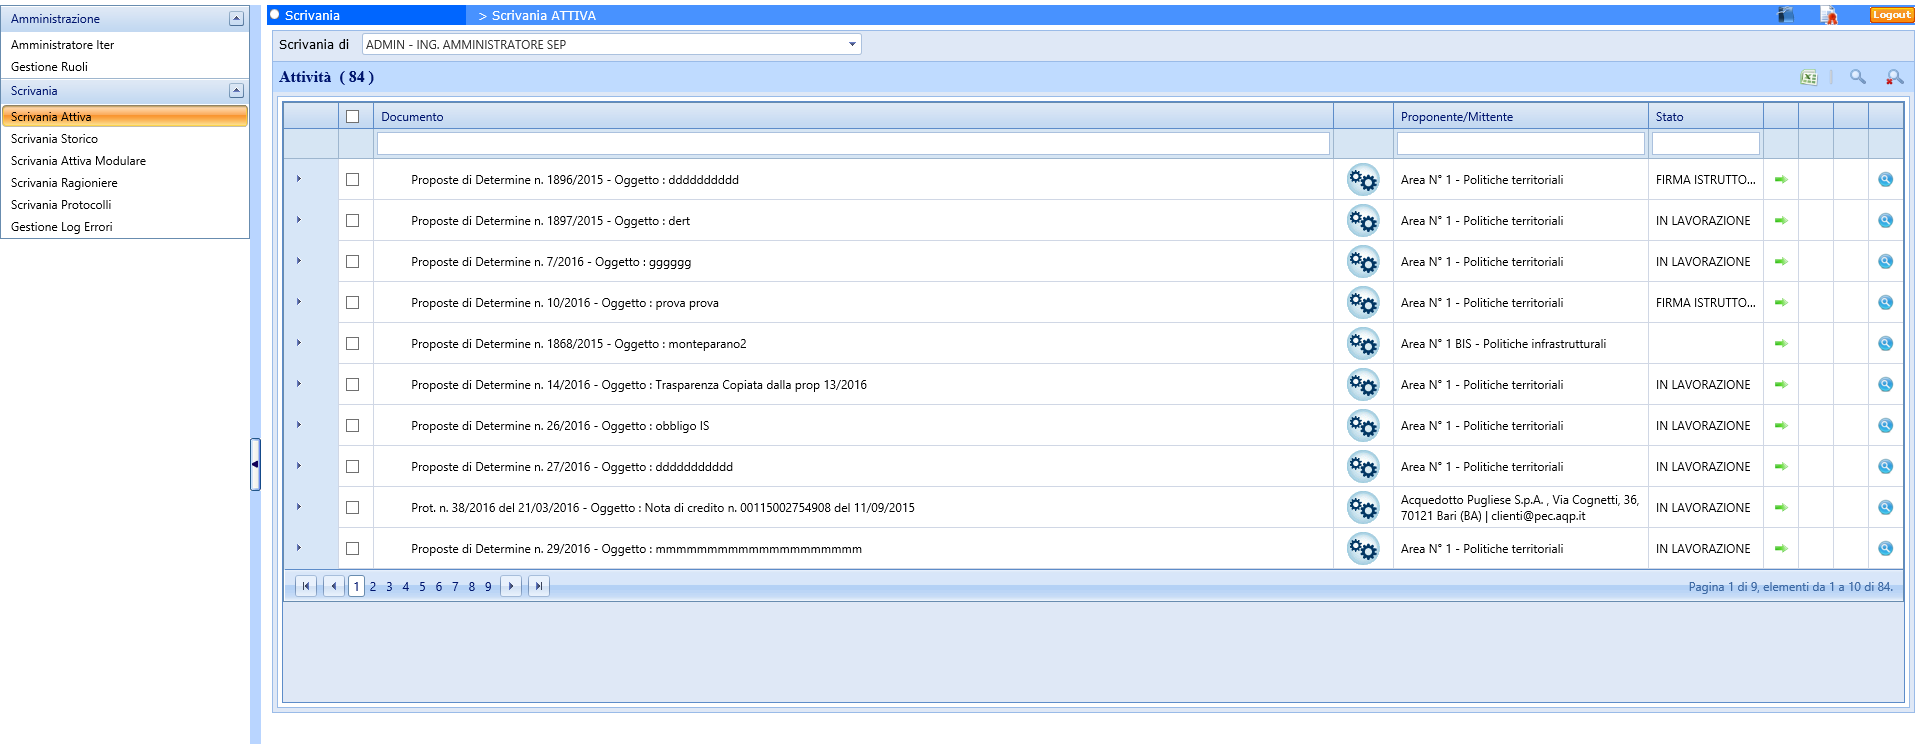 Amministrazione
Amministratore Iter
Gestione Ruoli
Scrivania
Scrivania Attiva
Scrivania Storico
Scrivania Attiva Modulare
Scrivania Ragioniere
Scrivania Protocolli
Gestione Log Errori
Scrivania > Scrivania ATTIVA Logout
Scrivania di ADMIN - ING. AMMINISTRATORE SEP
Attività ( 84 )
Documento Proponente/Mittente Stato
Proposte di Determine n. 1896/2015 - Oggetto : dddddddddd Area N° 1 - Politiche territoriali FIRMA ISTRUTTO...
Proposte di Determine n. 1897/2015 - Oggetto : dert Area N° 1 - Politiche territoriali IN LAVORAZIONE
Proposte di Determine n. 7/2016 - Oggetto : gggggg Area N° 1 - Politiche territoriali IN LAVORAZIONE
Proposte di Determine n. 10/2016 - Oggetto : prova prova Area N° 1 - Politiche territoriali FIRMA ISTRUTTO...
Proposte di Determine n. 1868/2015 - Oggetto : monteparano2 Area N° 1 BIS - Politiche infrastrutturali
Proposte di Determine n. 14/2016 - Oggetto : Trasparenza Copiata dalla prop 13/2016 Area N° 1 - Politiche territoriali IN LAVORAZIONE
Proposte di Determine n. 26/2016 - Oggetto : obbligo IS Area N° 1 - Politiche territoriali IN LAVORAZIONE
Proposte di Determine n. 27/2016 - Oggetto : ddddddddddd Area N° 1 - Politiche territoriali IN LAVORAZIONE
Prot. n. 38/2016 del 21/03/2016 - Oggetto : Nota di credito n. 00115002754908 del 11/09/2015 Acquedotto Pugliese S.p.A. , Via Cognetti, 36, IN LAVORAZIONE
70121 Bari (BA) | clienti@pec.aqp.it
Proposte di Determine n. 29/2016 - Oggetto : mmmmmmmmmmmmmmmmmmmm Area N° 1 - Politiche territoriali IN LAVORAZIONE
1 2 3 4 5 6 7 8 9 Pagina 1 di 9, elementi da 1 a 10 di 84.